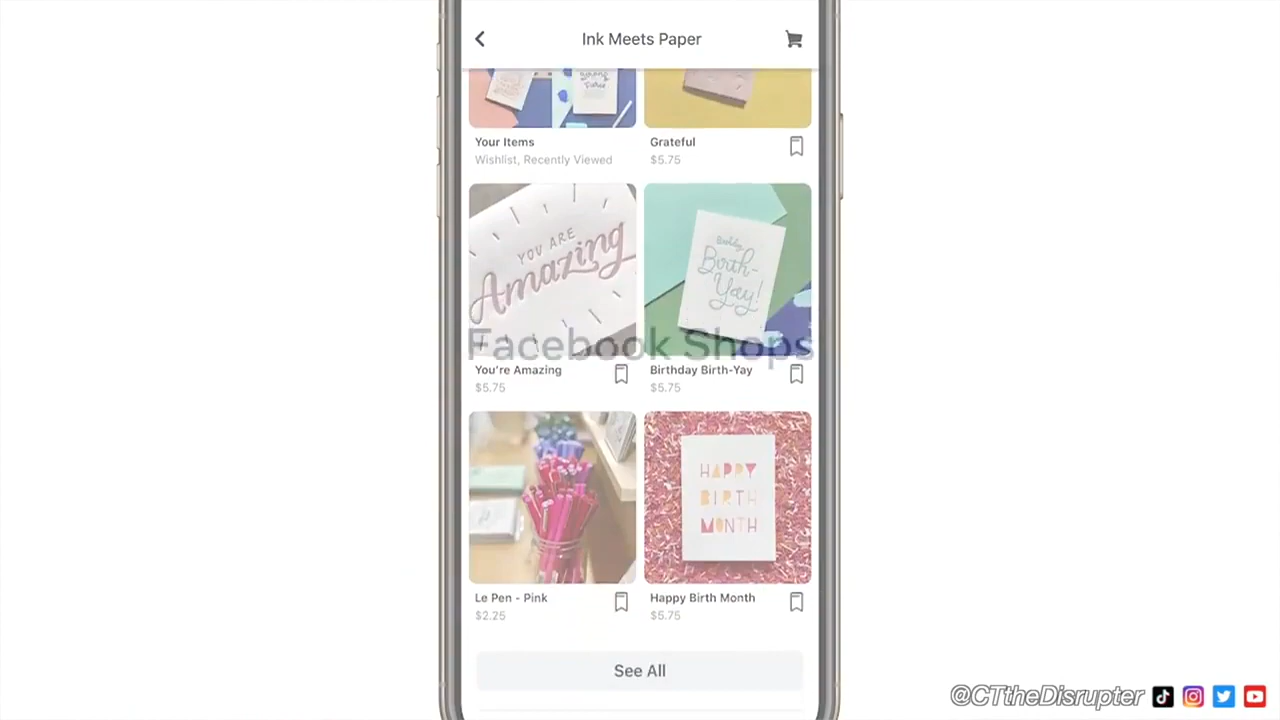 Ink Meets Paper
Your Items
Wishlist, Recently Viewed
Grateful
$5.75
YOU ARE
Amazing
Birthday
Birth-
Yay!
Facebook Shops
You're Amazing
$5.75
Birthday Birth-Yay
$5.75
HAPPY
BIRTH
MONTH
Le Pen - Pink
$2.25
Happy Birth Month
$5.75
See All
@CTtheDisrupter